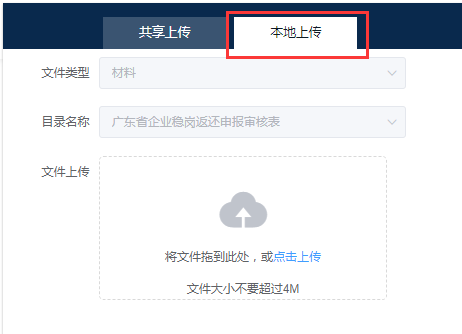 共享上传 本地上传
文件类型 材料
目录名称 广东省企业稳岗返还申报审核表
文件上传
将文件拖到此处，或点击上传
文件大小不要超过4M